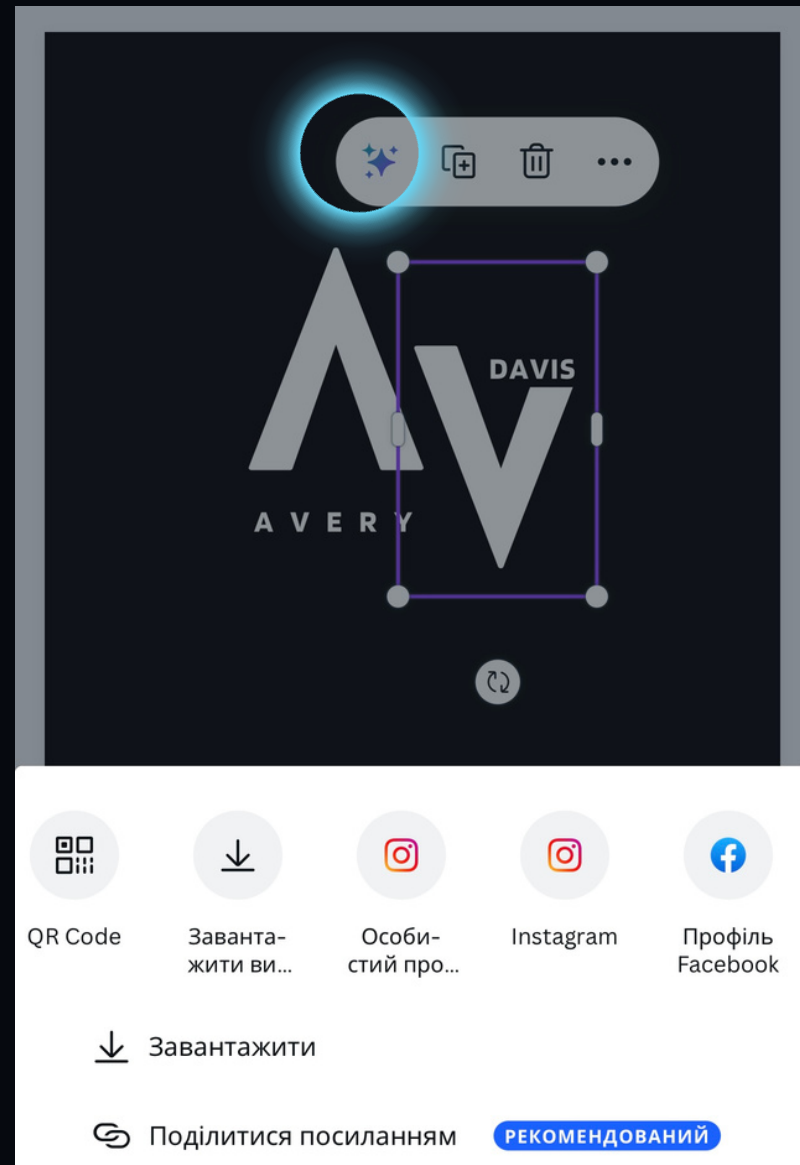 DAVIS
AVERY
QR Code
Заванта-
жити ви...
Особи-
стий про...
Instagram
Профіль
Facebook
Завантажити
Поділитися посиланням РЕКОМЕНДОВАНИЙ